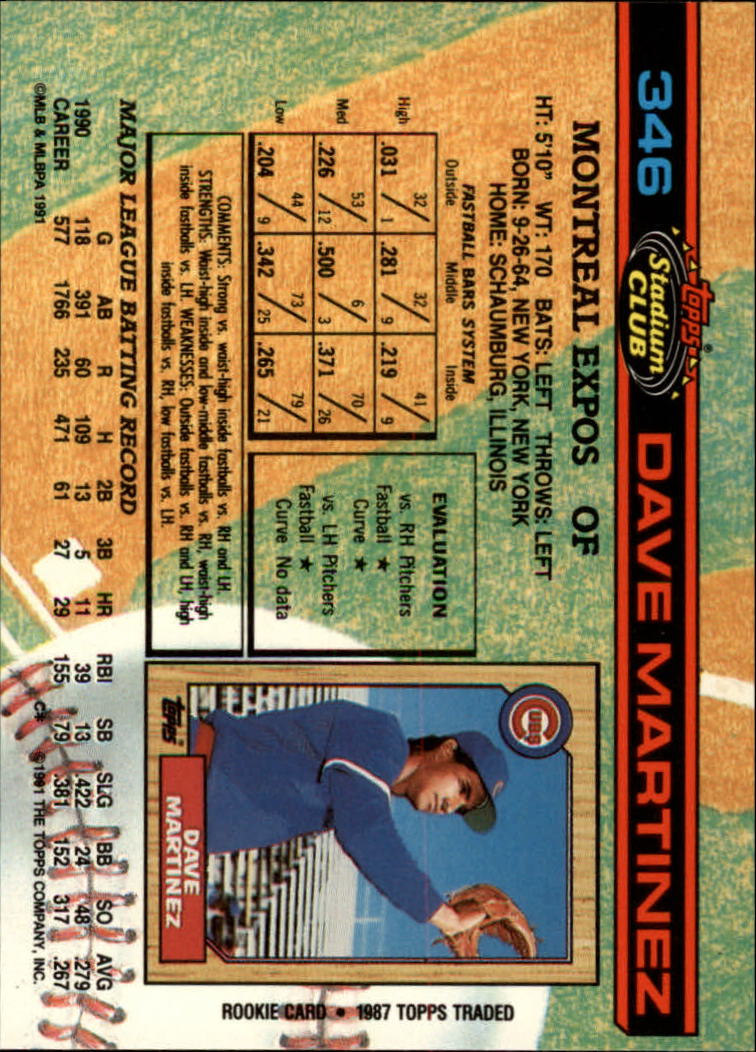 346
Topps®
Stadium
CLUB
DAVE MARTINEZ
MONTREAL EXPOS OF
HT: 5'10" WT: 170 BATS: LEFT THROWS: LEFT
BORN: 9-26-64, NEW YORK, NEW YORK
HOME: SCHAUMBURG, ILLINOIS
FASTBALL BARS SYSTEM
Outside Middle Inside
High .031 32/1 .281 32/9 .219 41/9
Med .226 53/12 .500 6/3 .371 70/26
Low .204 44/9 .342 73/25 .265 79/21
EVALUATION
vs. RH Pitchers
Fastball ★
Curve ★
vs. LH Pitchers
Fastball ★
Curve No data
COMMENTS: Strong vs. waist-high inside fastballs vs. RH and LH
STRENGTHS: Waist-high inside and low-middle fastballs vs. RH, waist-high
inside fastballs vs. LH. WEAKNESSES: Outside fastballs vs. RH and LH, high
inside fastballs vs. RH, low fastballs vs. LH.
CUBS
Topps
DAVE
MARTINEZ
ROOKIE CARD • 1987 TOPPS TRADED
MAJOR LEAGUE BATTING RECORD
G AB R H 2B 3B HR RBI SB SLG BB SO AVG
1990 118 391 60 109 13 5 11 39 13 .422 24 48 .279
CAREER 577 1766 235 471 61 27 29 155 79 .381 152 317 .267
©MLB & MLBPA 1991 C* ©1991 THE TOPPS COMPANY, INC.